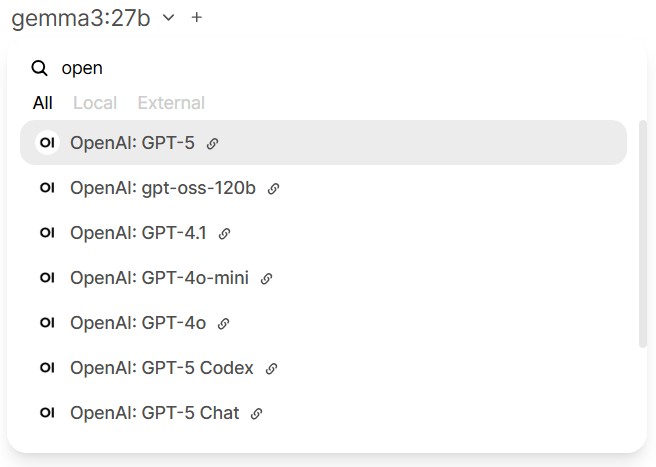 gemma3:27b
open
All Local External
OI OpenAI: GPT-5
OI OpenAI: gpt-oss-120b
OI OpenAI: GPT-4.1
OI OpenAI: GPT-4o-mini
OI OpenAI: GPT-4o
OI OpenAI: GPT-5 Codex
OI OpenAI: GPT-5 Chat